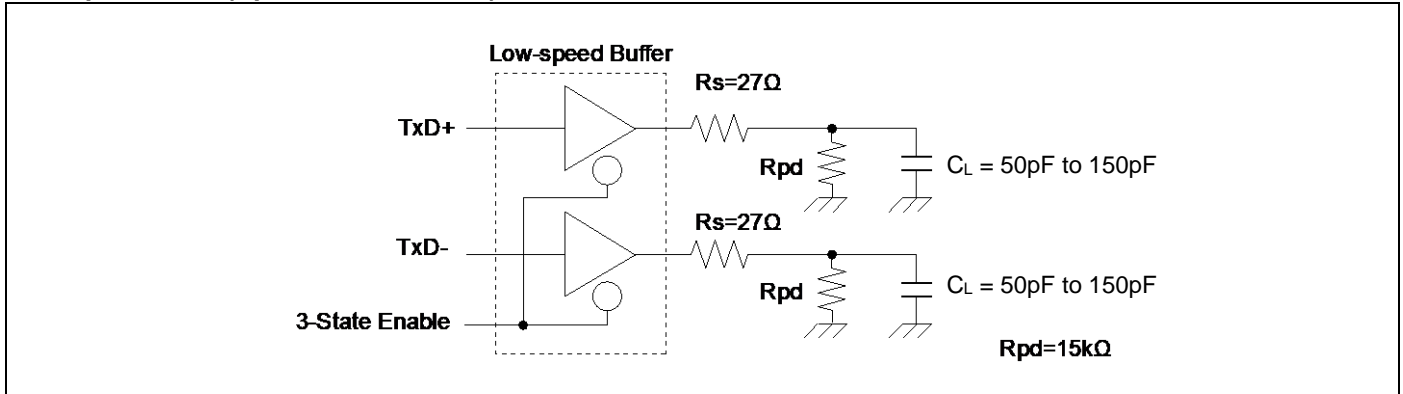 Low-speed Buffer
Rs=27Ω
TxD+
Rpd
CL = 50pF to 150pF
Rs=27Ω
TxD-
Rpd
CL = 50pF to 150pF
3-State Enable
Rpd=15kΩ